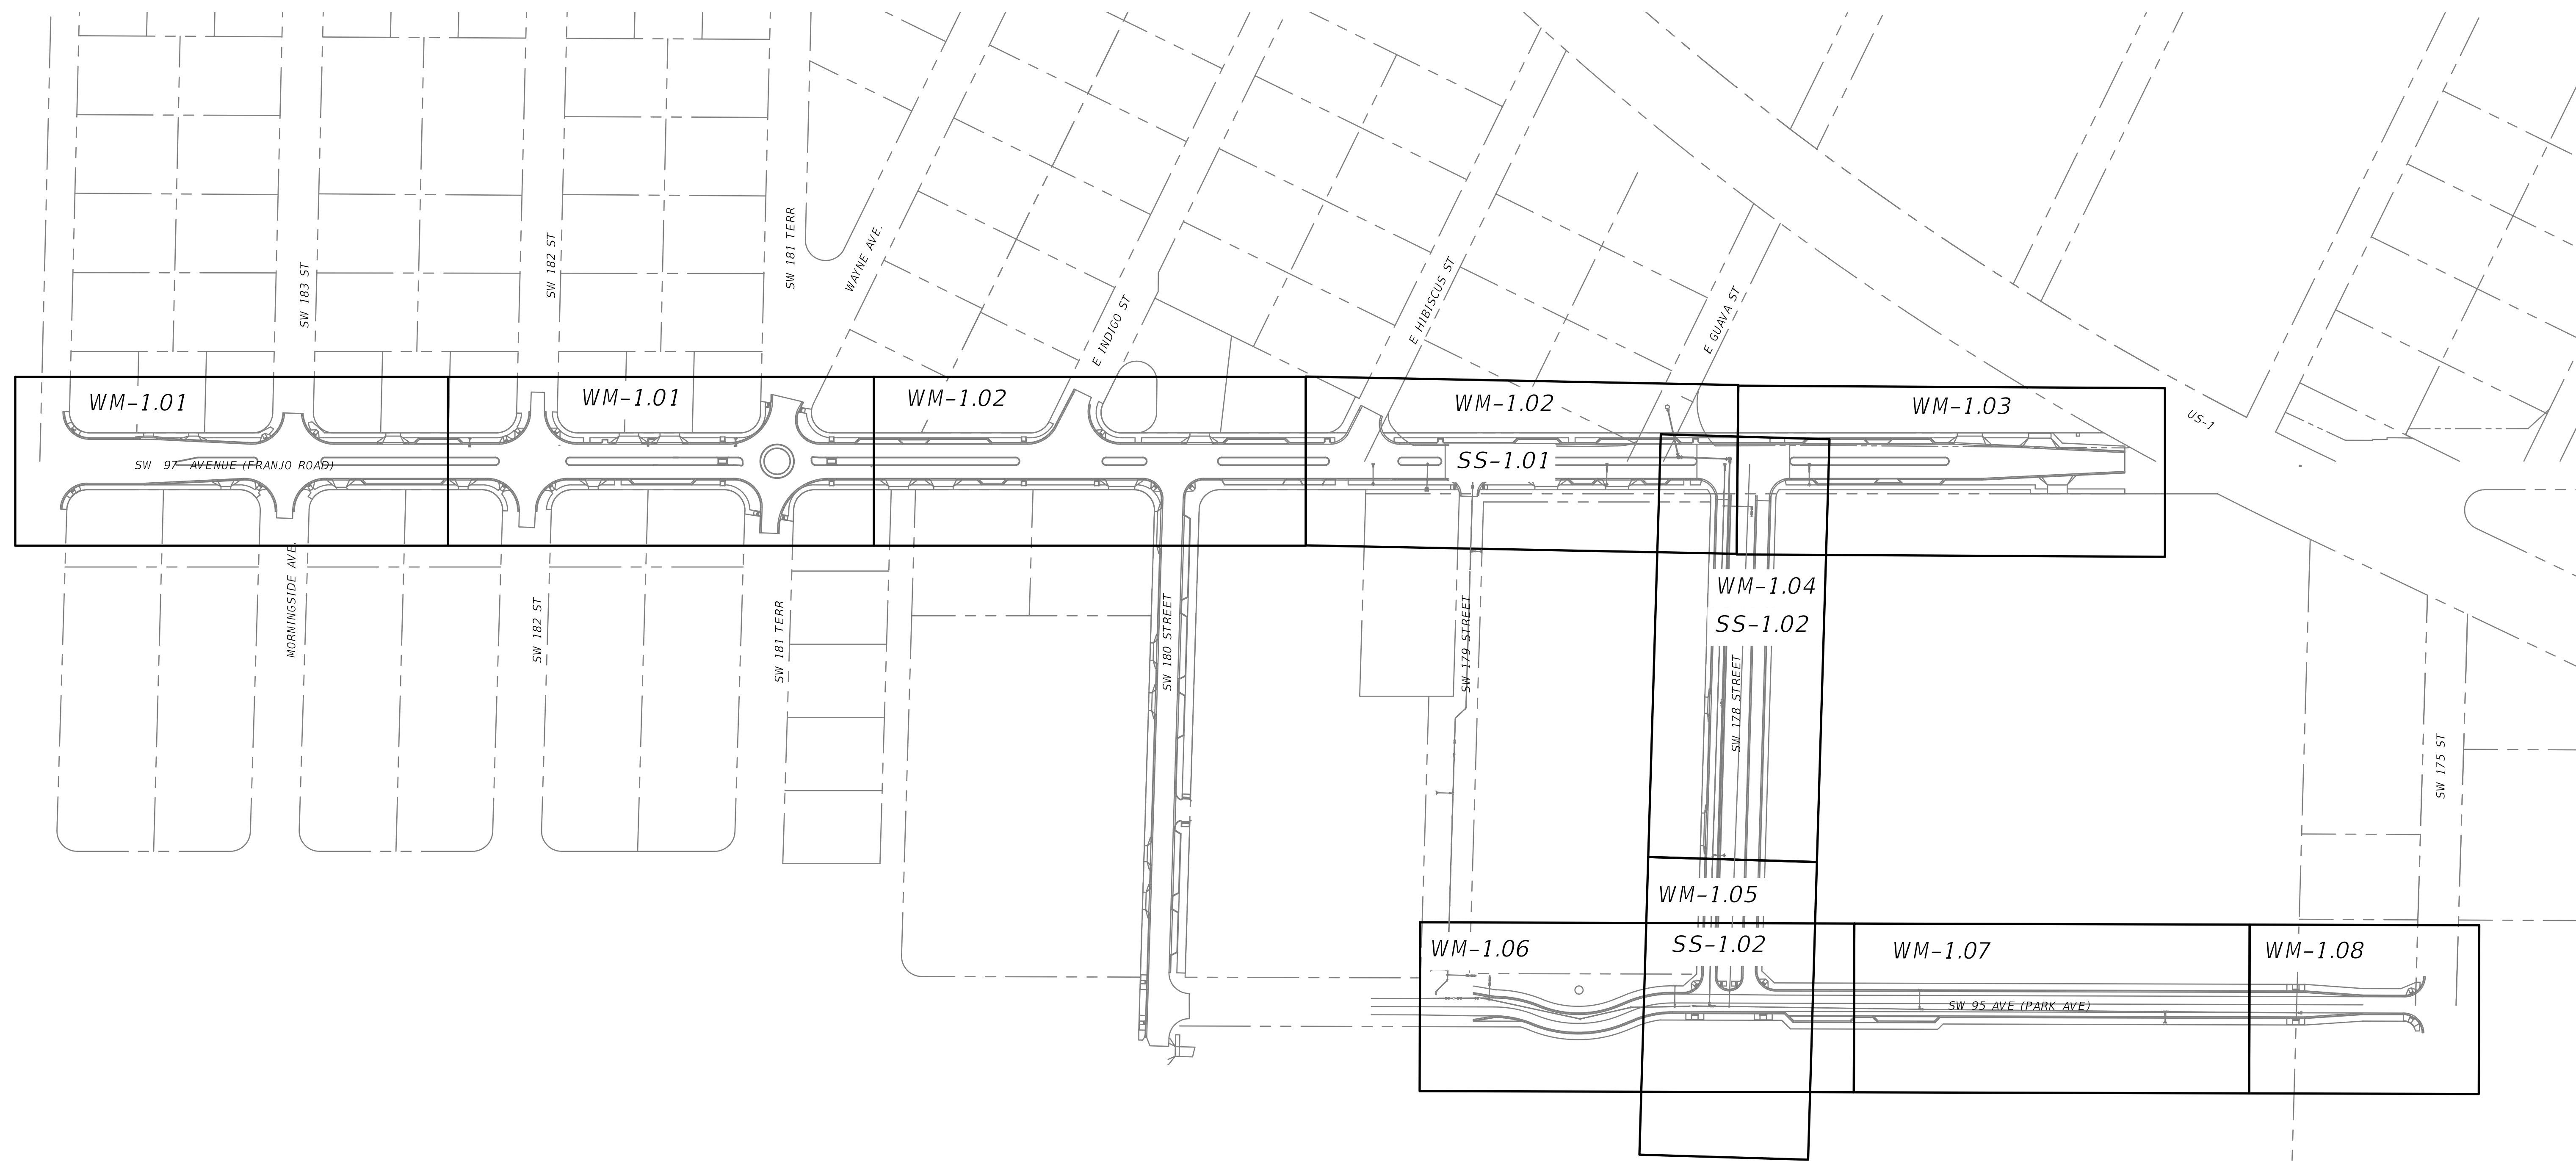 SW 183 ST
SW 182 ST
SW 181 TERR
WAYNE AVE.
E INDIGO ST
E HIBISCUS ST
E GUAVA ST
US-1
WM-1.01
WM-1.01
WM-1.02
WM-1.02
WM-1.03
SS-1.01
SW 97 AVENUE (FRANJO ROAD)
MORNINGSIDE AVE.
SW 182 ST
SW 181 TERR
SW 180 STREET
SW 179 STREET
WM-1.04
SS-1.02
SW 178 STREET
SW 175 ST
WM-1.05
WM-1.06
SS-1.02
WM-1.07
WM-1.08
SW 95 AVE (PARK AVE)